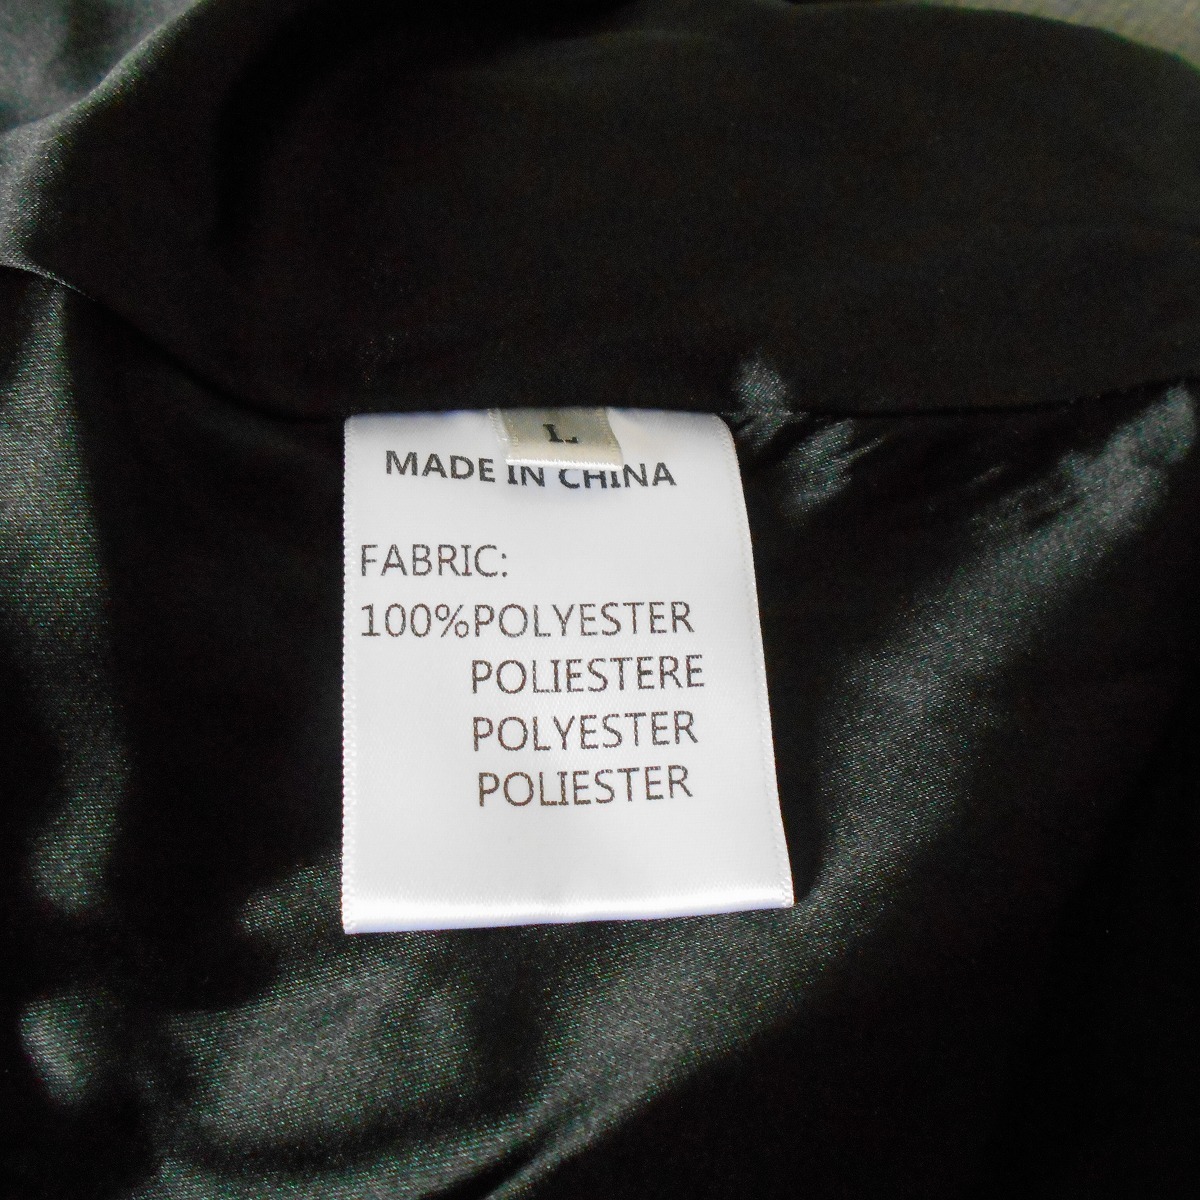 L
MADE IN CHINA
FABRIC:
100%POLYESTER
POLIESTERE
POLYESTER
POLIESTER